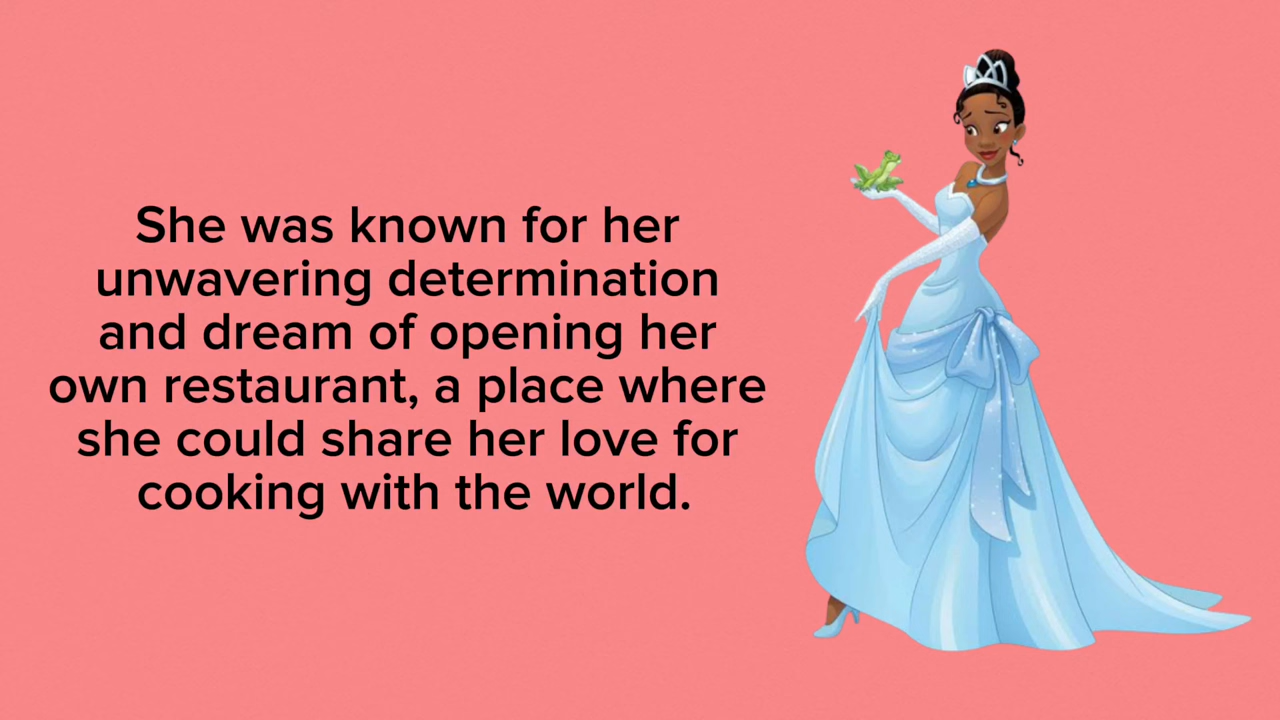 She was known for her
unwavering determination
and dream of opening her
own restaurant, a place where
she could share her love for
cooking with the world.